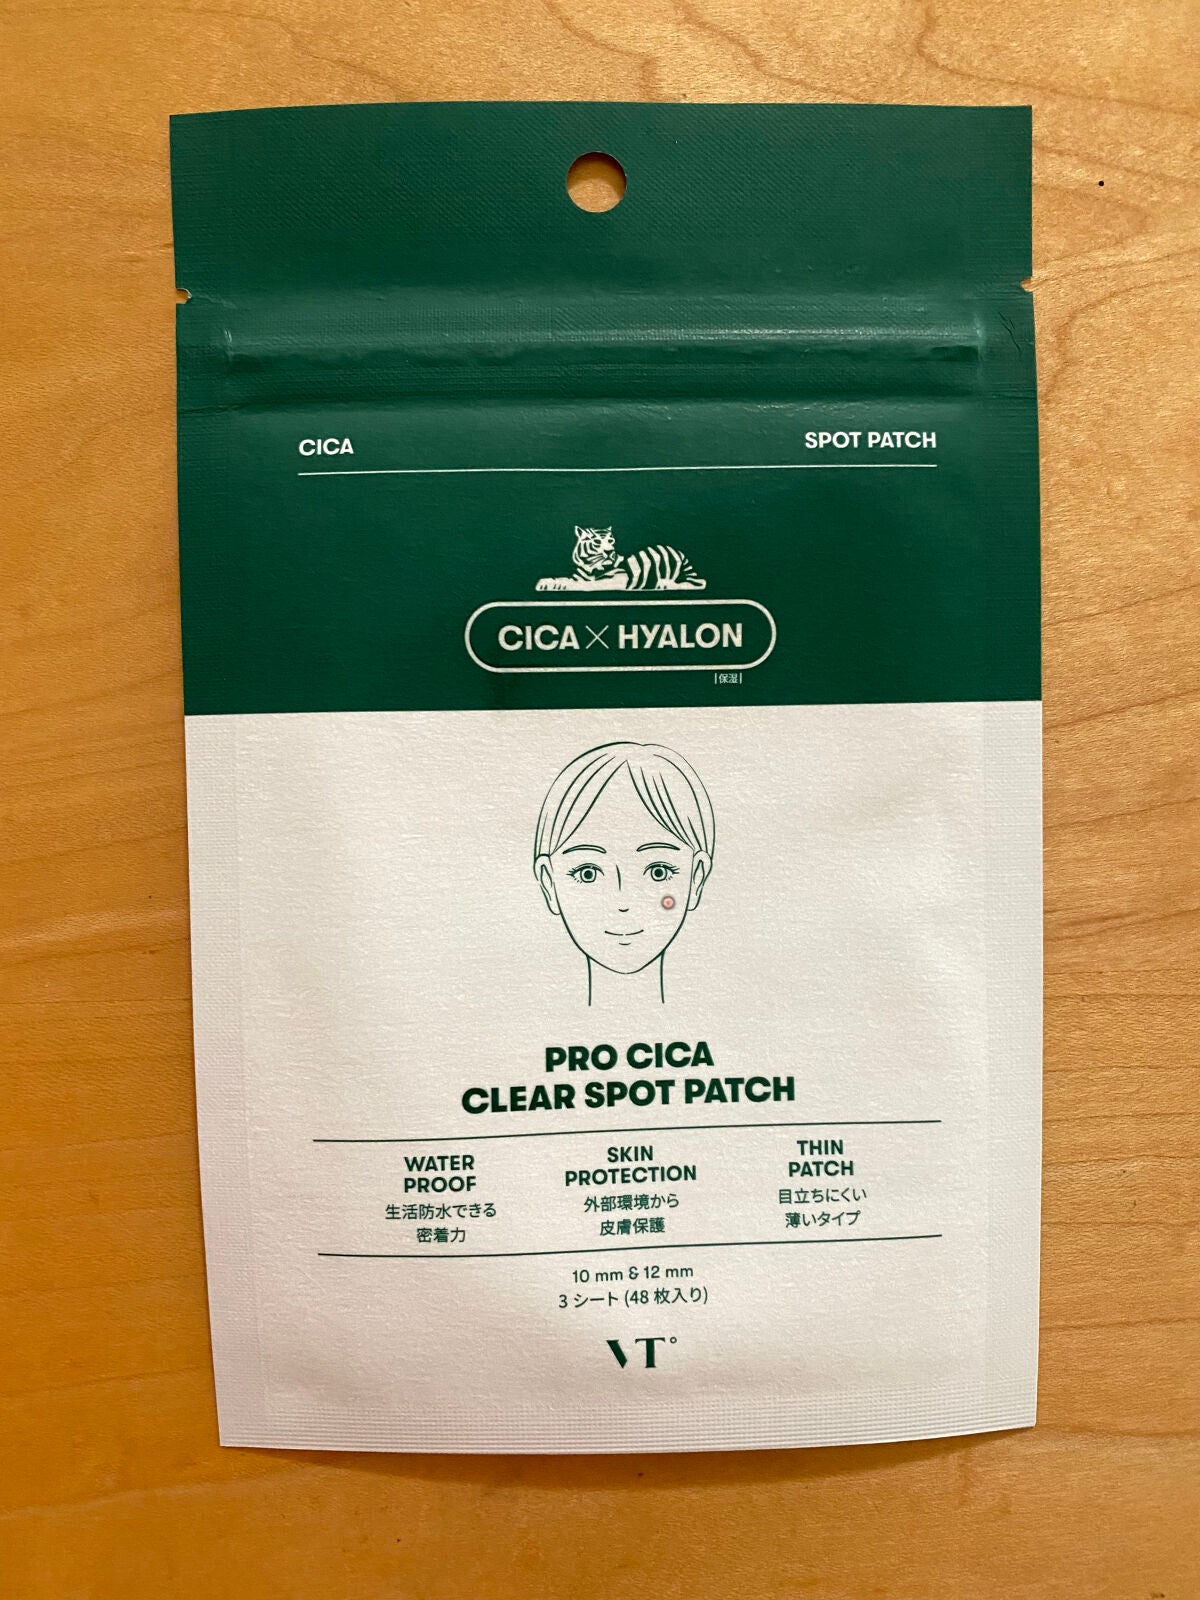 CICA
SPOT PATCH
CICA × HYALON
|保湿|
PRO CICA
CLEAR SPOT PATCH
WATER
PROOF
生活防水できる
密着力
SKIN
PROTECTION
外部環境から
皮膚保護
THIN
PATCH
目立ちにくい
薄いタイプ
10 mm & 12 mm
3 シート (48 枚入り)
VT°